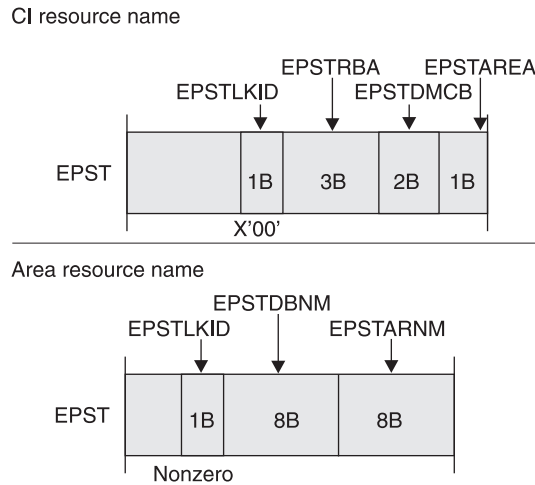 CI resource name
EPSTRBA EPSTAREA
EPSTLKID EPSTDMCB
EPST 1B 3B 2B 1B
X'00'
Area resource name
EPSTDBNM
EPSTLKID EPSTARNM
EPST 1B 8B 8B
Nonzero